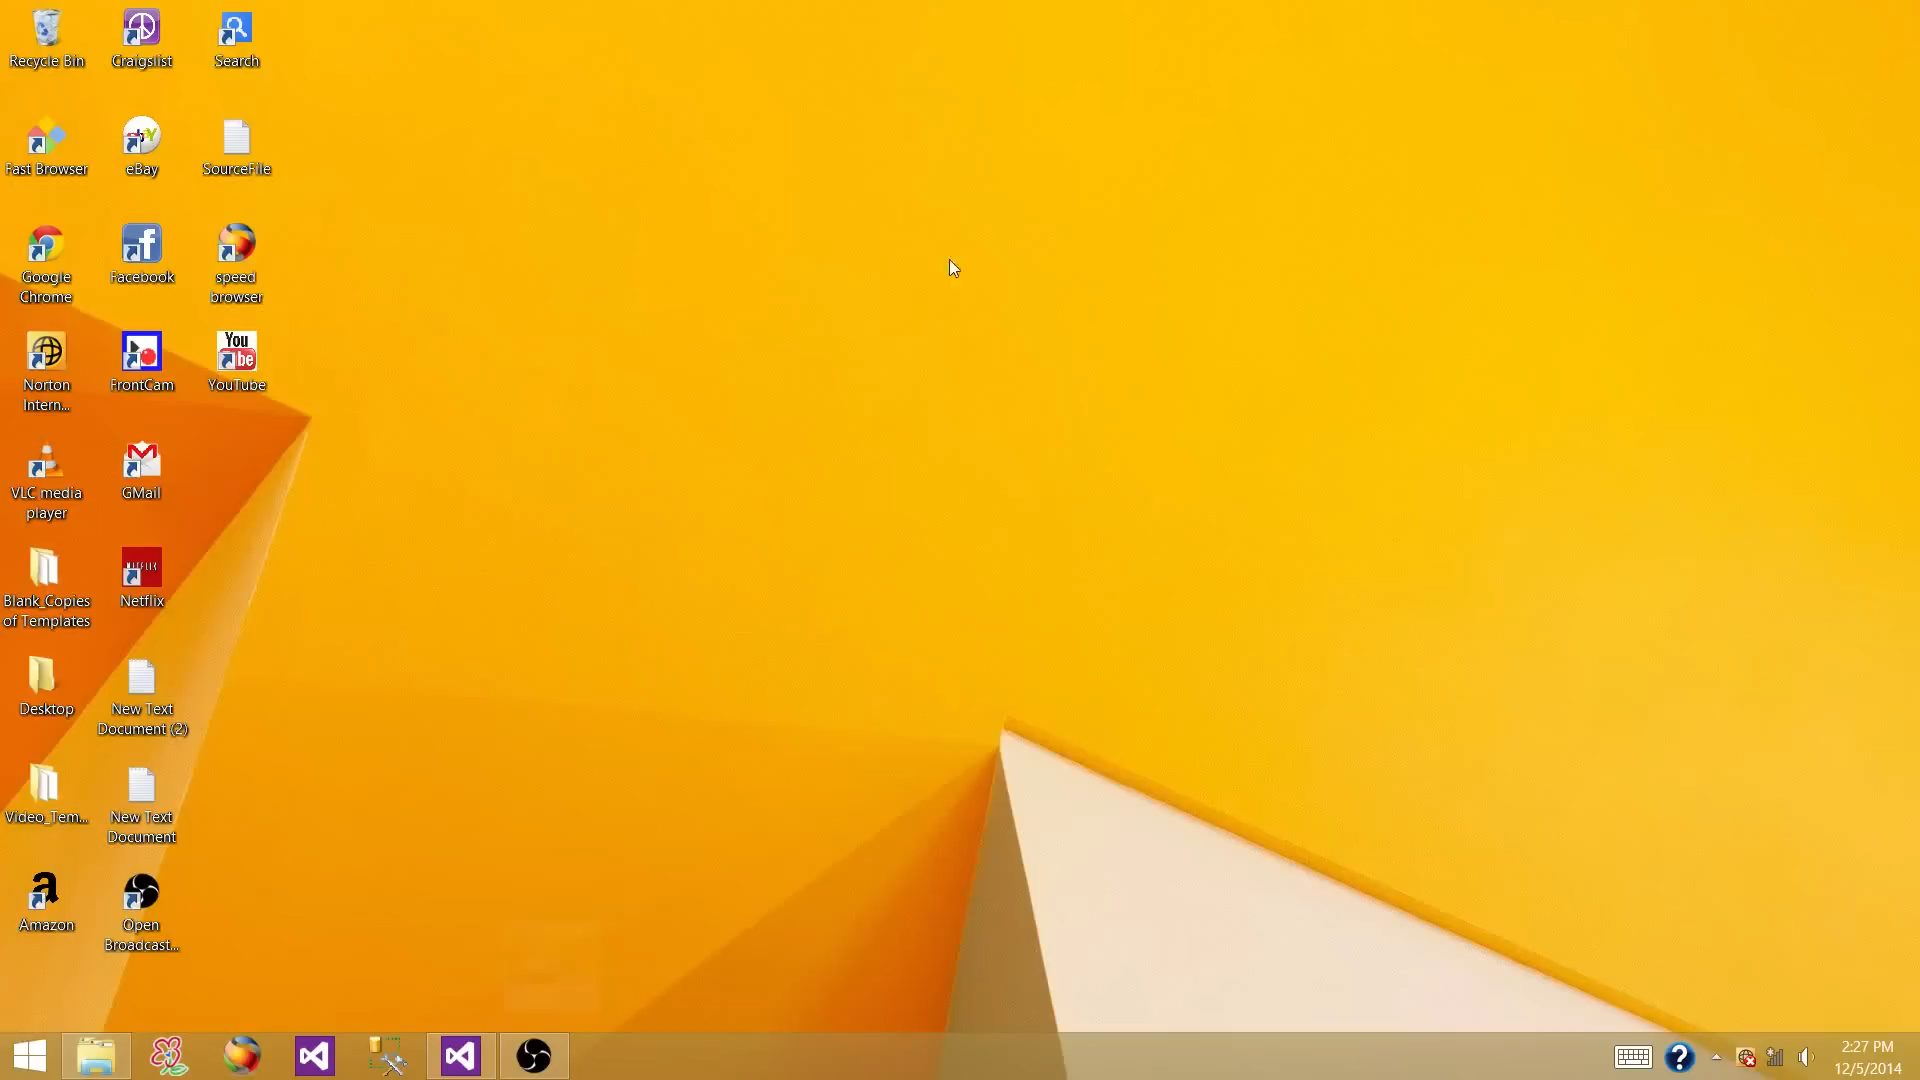 Recycle Bin
Craigslist
Search
Fast Browser
eBay
SourceFile
Google
Chrome
Facebook
speed
browser
Norton
Intern...
FrontCam
You
Tube
YouTube
VLC media
player
GMail
Blank_Copies
of Templates
NETFLIX
Netflix
Desktop
New Text
Document (2)
Video_Tem...
New Text
Document
a
Amazon
Open
Broadcast...
2:27 PM
12/5/2014